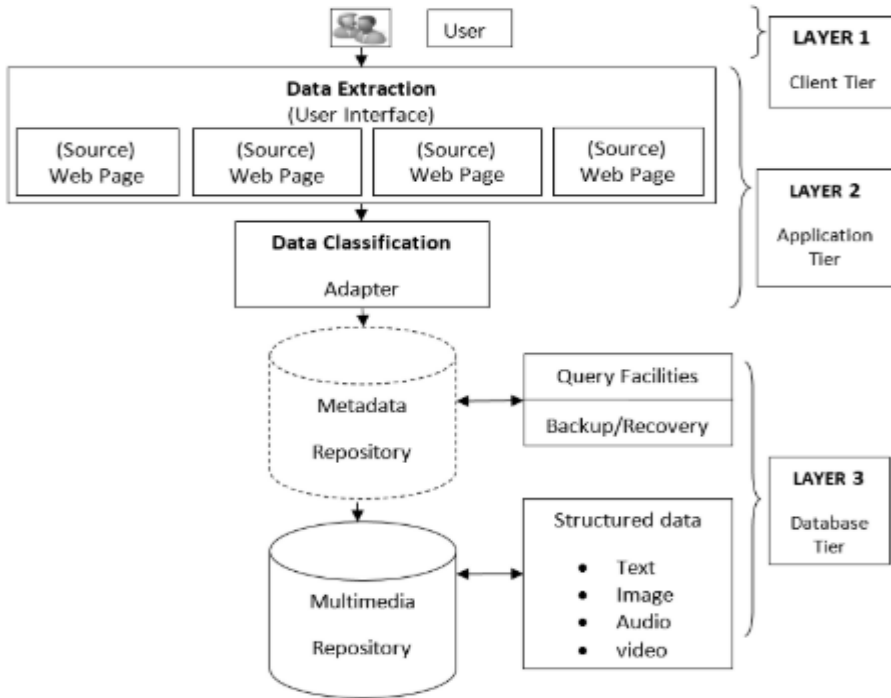 User
LAYER 1
Client Tier
Data Extraction
(User Interface)
(Source)
Web Page
(Source)
Web Page
(Source)
Web Page
(Source)
Web Page
LAYER 2
Application
Tier
Data Classification
Adapter
Metadata
Repository
Query Facilities
Backup/Recovery
LAYER 3
Database
Tier
Multimedia
Repository
Structured data
• Text
• Image
• Audio
• video